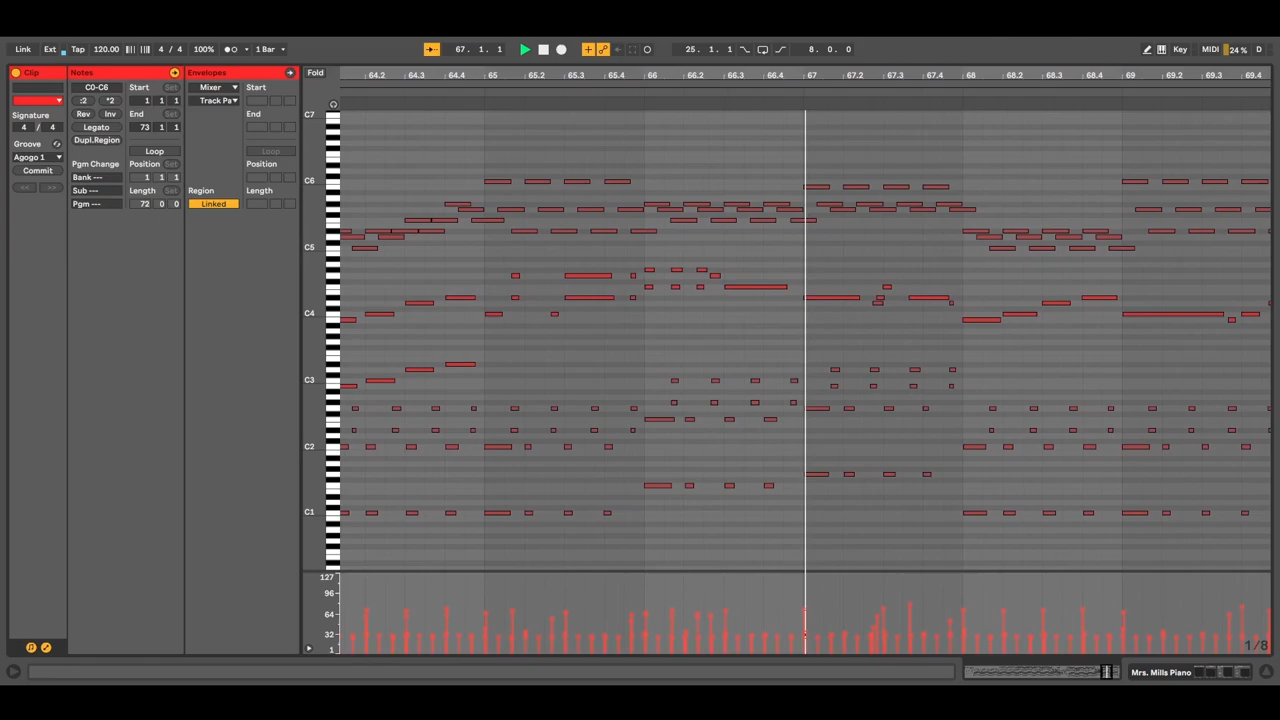 Link Ext Tap 120.00 4 / 4 100% 1 Bar 67. 1. 1 25. 1. 1 8. 0. 0 Key MIDI 24 % D
Clip Notes Envelopes Fold 64.2 64.3 64.4 65 65.2 65.3 65.4 66 66.2 66.3 66.4 67 67.2 67.3 67.4 68 68.2 68.3 68.4 69 69.3 69.4
C0-C6 Start Set Mixer Start
:2 *2 1 1 1 Track Pa
Signature Rev Inv End Set End
4 / 4 Legato 73 1 1
Groove Dupl.Region Loop Loop
Agogo 1 Pgm Change Position Set Position
Commit Bank --- 1 1 1
<< >> Sub --- Length Set Region Length
Pgm --- 72 0 0 Linked
C7
C6
C5
C4
C3
C2
C1
127
96
64
32
1
1/8
Mrs. Mills Piano